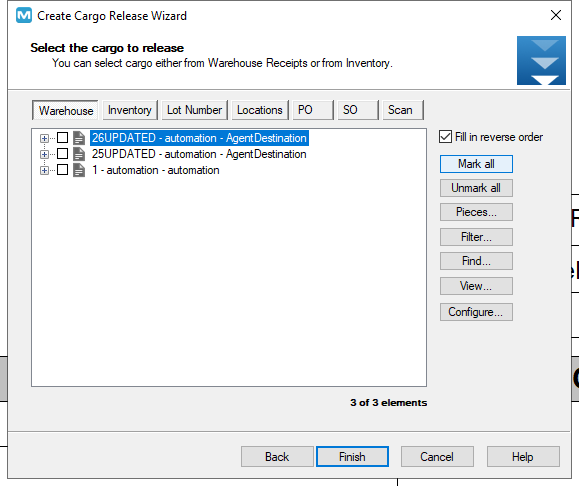 Create Cargo Release Wizard
Select the cargo to release
You can select cargo either from Warehouse Receipts or from Inventory.
Warehouse Inventory Lot Number Locations PO SO Scan
26UPDATED - automation - AgentDestination
25UPDATED - automation - AgentDestination
1 - automation - automation
Fill in reverse order
Mark all
Unmark all
Pieces...
Filter...
Find...
View...
Configure...
3 of 3 elements
Back Finish Cancel Help